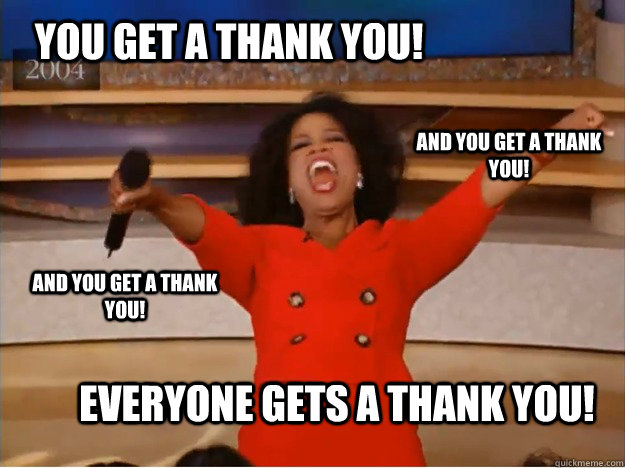 YOU GET A THANK YOU!
2004
AND YOU GET A THANK
YOU!
AND YOU GET A THANK
YOU!
EVERYONE GETS A THANK YOU!
quickmeme.com